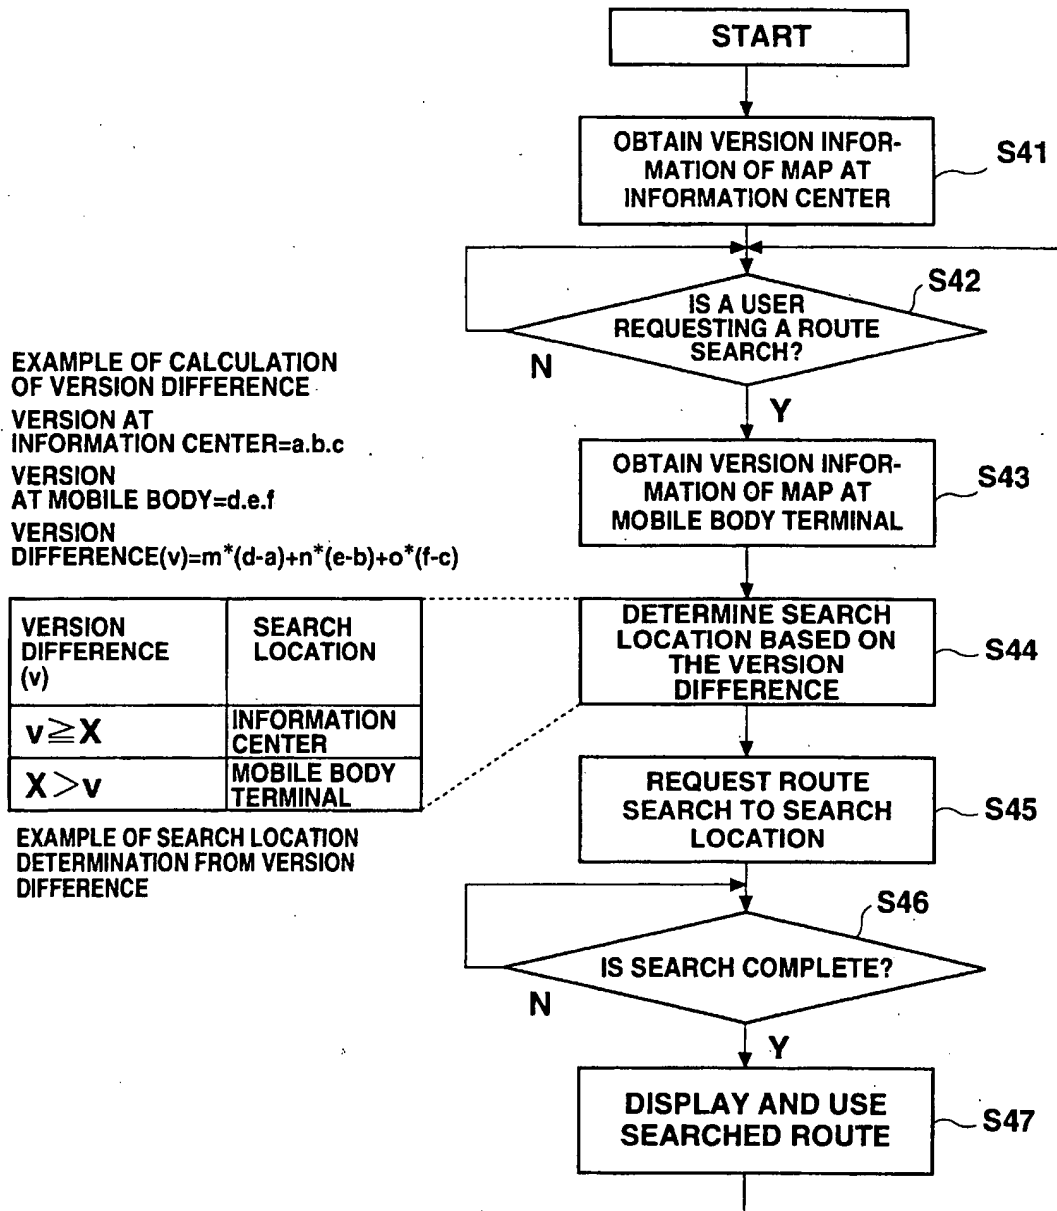 START
OBTAIN VERSION INFOR-
MATION OF MAP AT
INFORMATION CENTER
S41
S42
IS A USER
REQUESTING A ROUTE
SEARCH?
N
Y
EXAMPLE OF CALCULATION
OF VERSION DIFFERENCE
VERSION AT
INFORMATION CENTER=a.b.c
VERSION
AT MOBILE BODY=d.e.f
VERSION
DIFFERENCE(v)=m*(d-a)+n*(e-b)+o*(f-c)
OBTAIN VERSION INFOR-
MATION OF MAP AT
MOBILE BODY TERMINAL
S43
VERSION
DIFFERENCE
(v)
SEARCH
LOCATION
v≧X
INFORMATION
CENTER
X>v
MOBILE BODY
TERMINAL
EXAMPLE OF SEARCH LOCATION
DETERMINATION FROM VERSION
DIFFERENCE
DETERMINE SEARCH
LOCATION BASED ON
THE VERSION
DIFFERENCE
S44
REQUEST ROUTE
SEARCH TO SEARCH
LOCATION
S45
S46
IS SEARCH COMPLETE?
N
Y
DISPLAY AND USE
SEARCHED ROUTE
S47